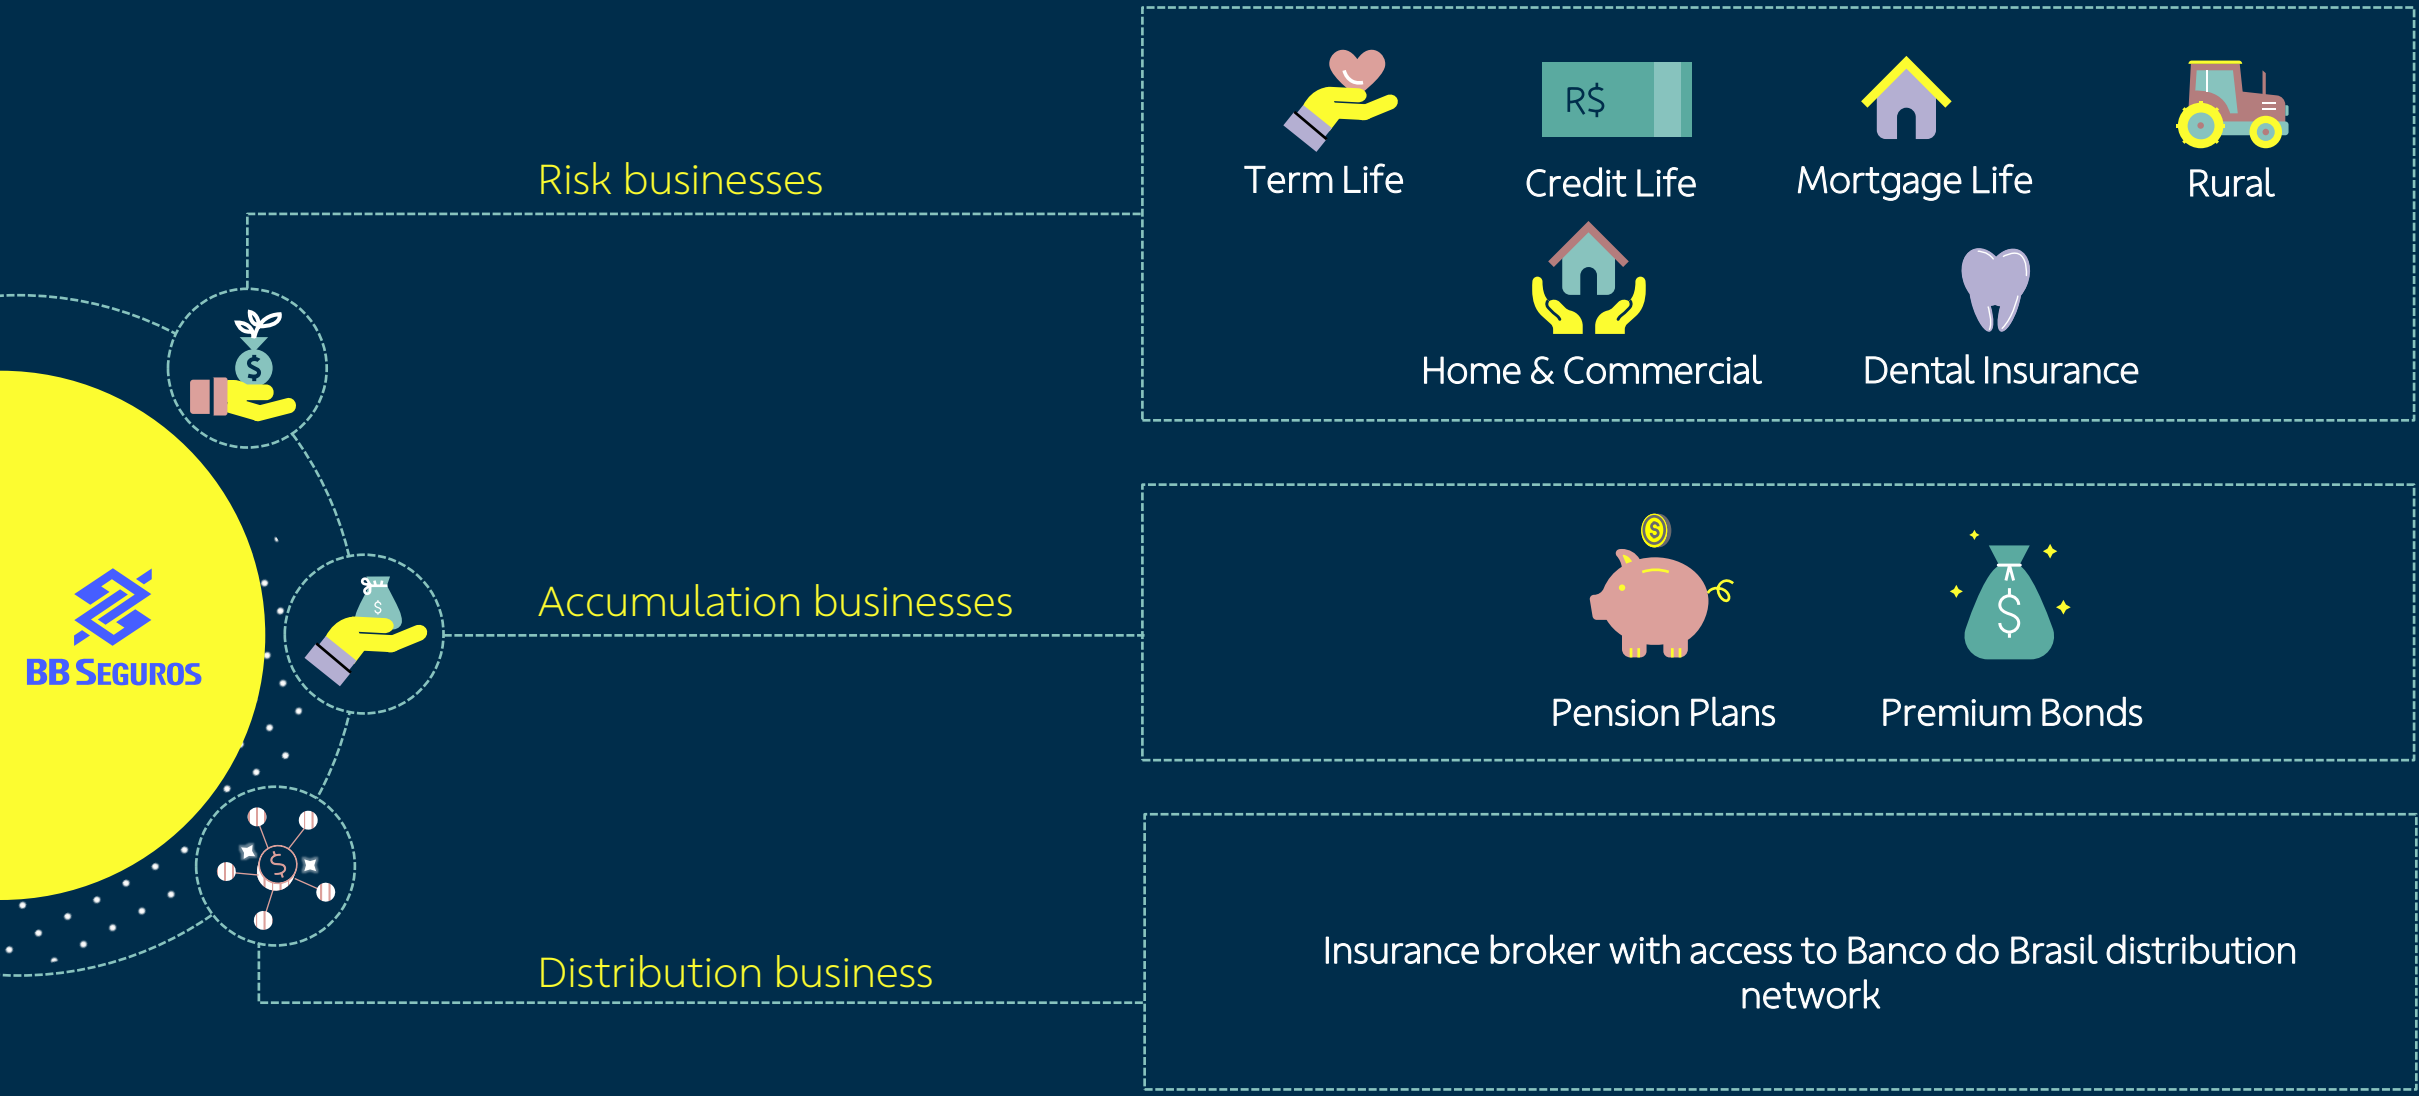 Risk businesses
Term Life
R$
Credit Life
Mortgage Life
Rural
Home & Commercial
Dental Insurance
$
BB SEGUROS
Accumulation businesses
$
$
Pension Plans
$
Premium Bonds
Distribution business
$
Insurance broker with access to Banco do Brasil distribution
network